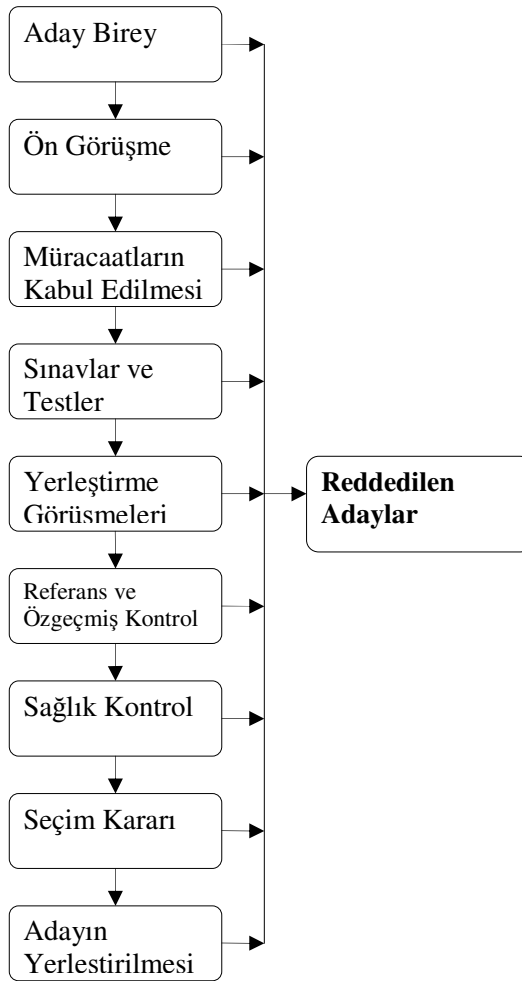 Aday Birey
Ön Görüşme
Müracaatların
Kabul Edilmesi
Sınavlar ve
Testler
Yerleştirme
Görüşmeleri
Reddedilen
Adaylar
Referans ve
Özgeçmiş Kontrol
Sağlık Kontrol
Seçim Kararı
Adayın
Yerleştirilmesi